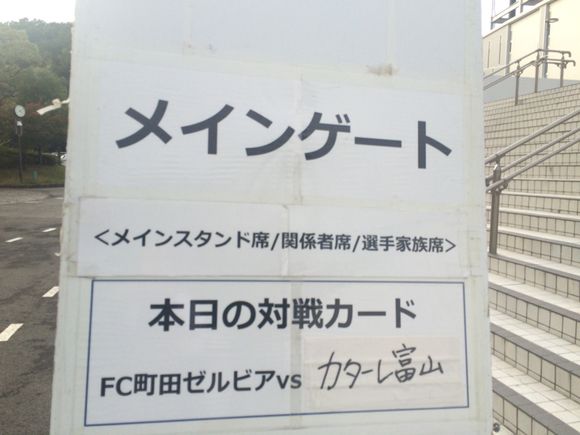 メインゲート
<メインスタンド席/関係者席/選手家族席>
本日の対戦カード
FC町田ゼルビアvs カターレ富山